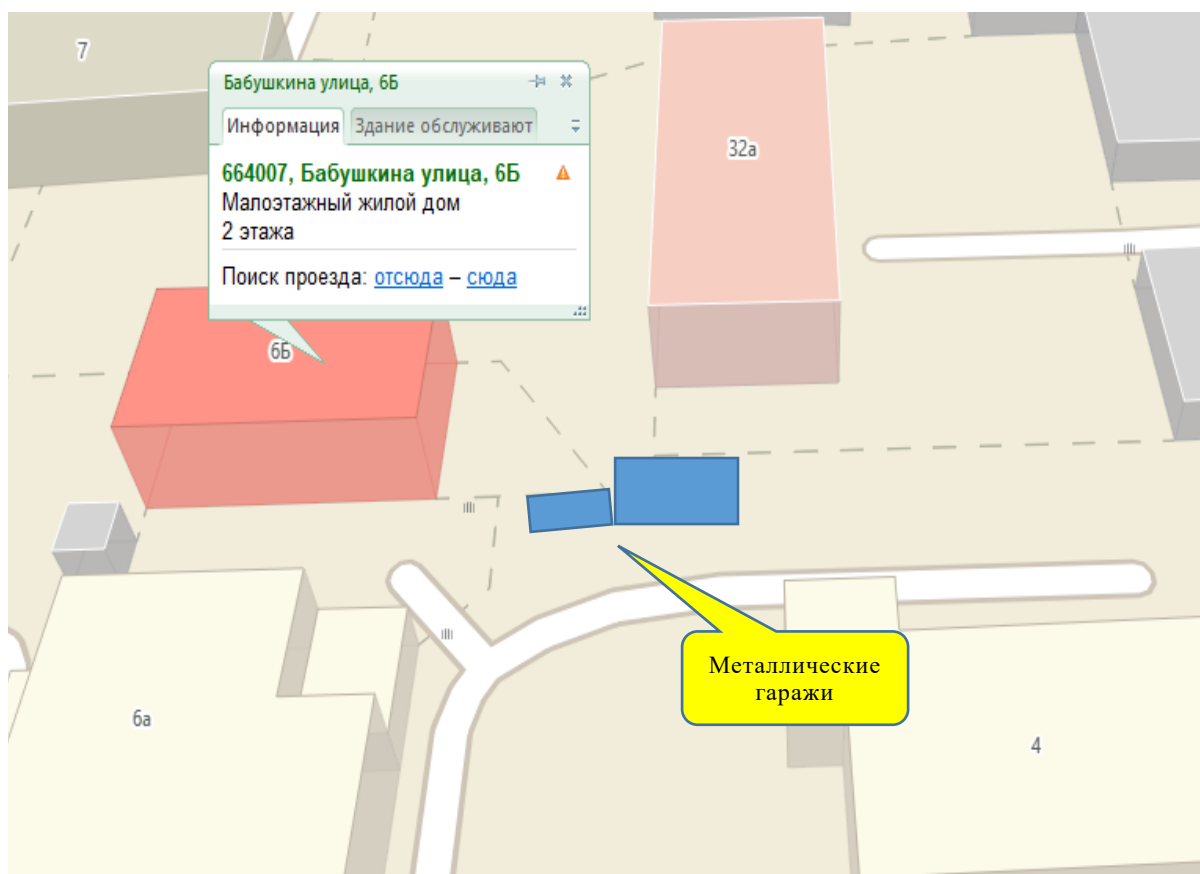 7
Бабушкина улица, 6Б
Информация
Здание обслуживают
664007, Бабушкина улица, 6Б
Малоэтажный жилой дом
2 этажа
Поиск проезда: отсюда – сюда
32а
6Б
Металлические
гаражи
6а
4